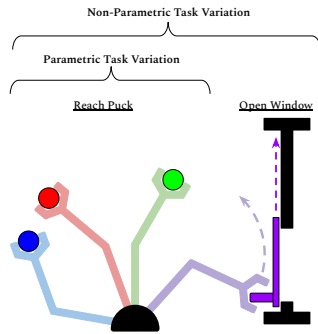 Non-Parametric Task Variation
Parametric Task Variation
Reach Puck
Open Window